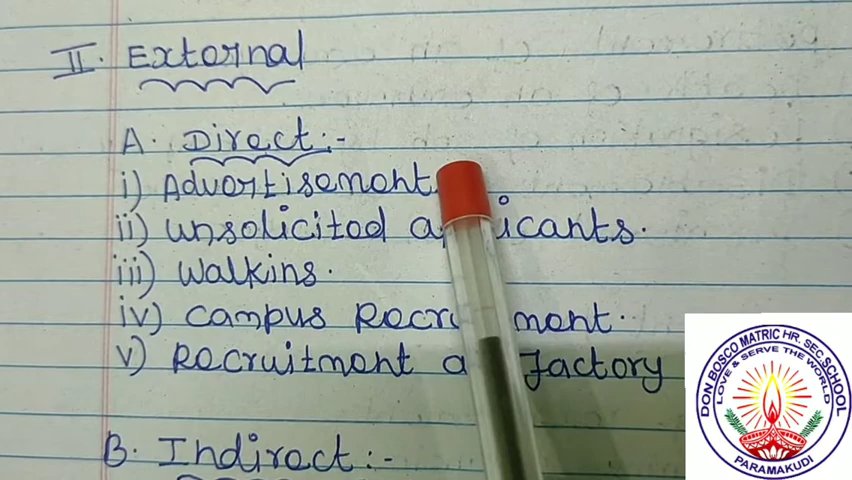 II. External
A. Direct:-
i) Advertisement
ii) Unsolicited
iii) Walkins.
iv) Campus
v) Recruitment Factory
B. Indirect:-
DON BOSCO MATRIC HR. SEC. SCHOOL
LOVE & SERVE THE WORLD
PARAMAKUDI